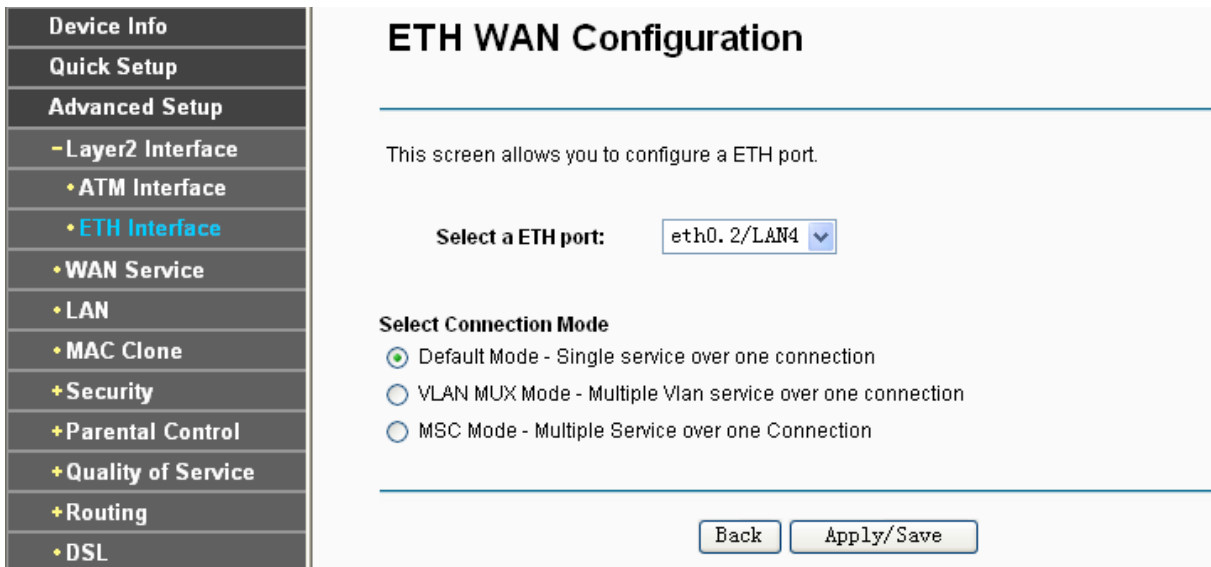 Device Info
Quick Setup
Advanced Setup
-Layer2 Interface
•ATM Interface
•ETH Interface
•WAN Service
•LAN
•MAC Clone
+Security
+Parental Control
+Quality of Service
+Routing
•DSL
ETH WAN Configuration
This screen allows you to configure a ETH port.
Select a ETH port: eth0.2/LAN4
Select Connection Mode
Default Mode - Single service over one connection
VLAN MUX Mode - Multiple Vlan service over one connection
MSC Mode - Multiple Service over one Connection
Back Apply/Save